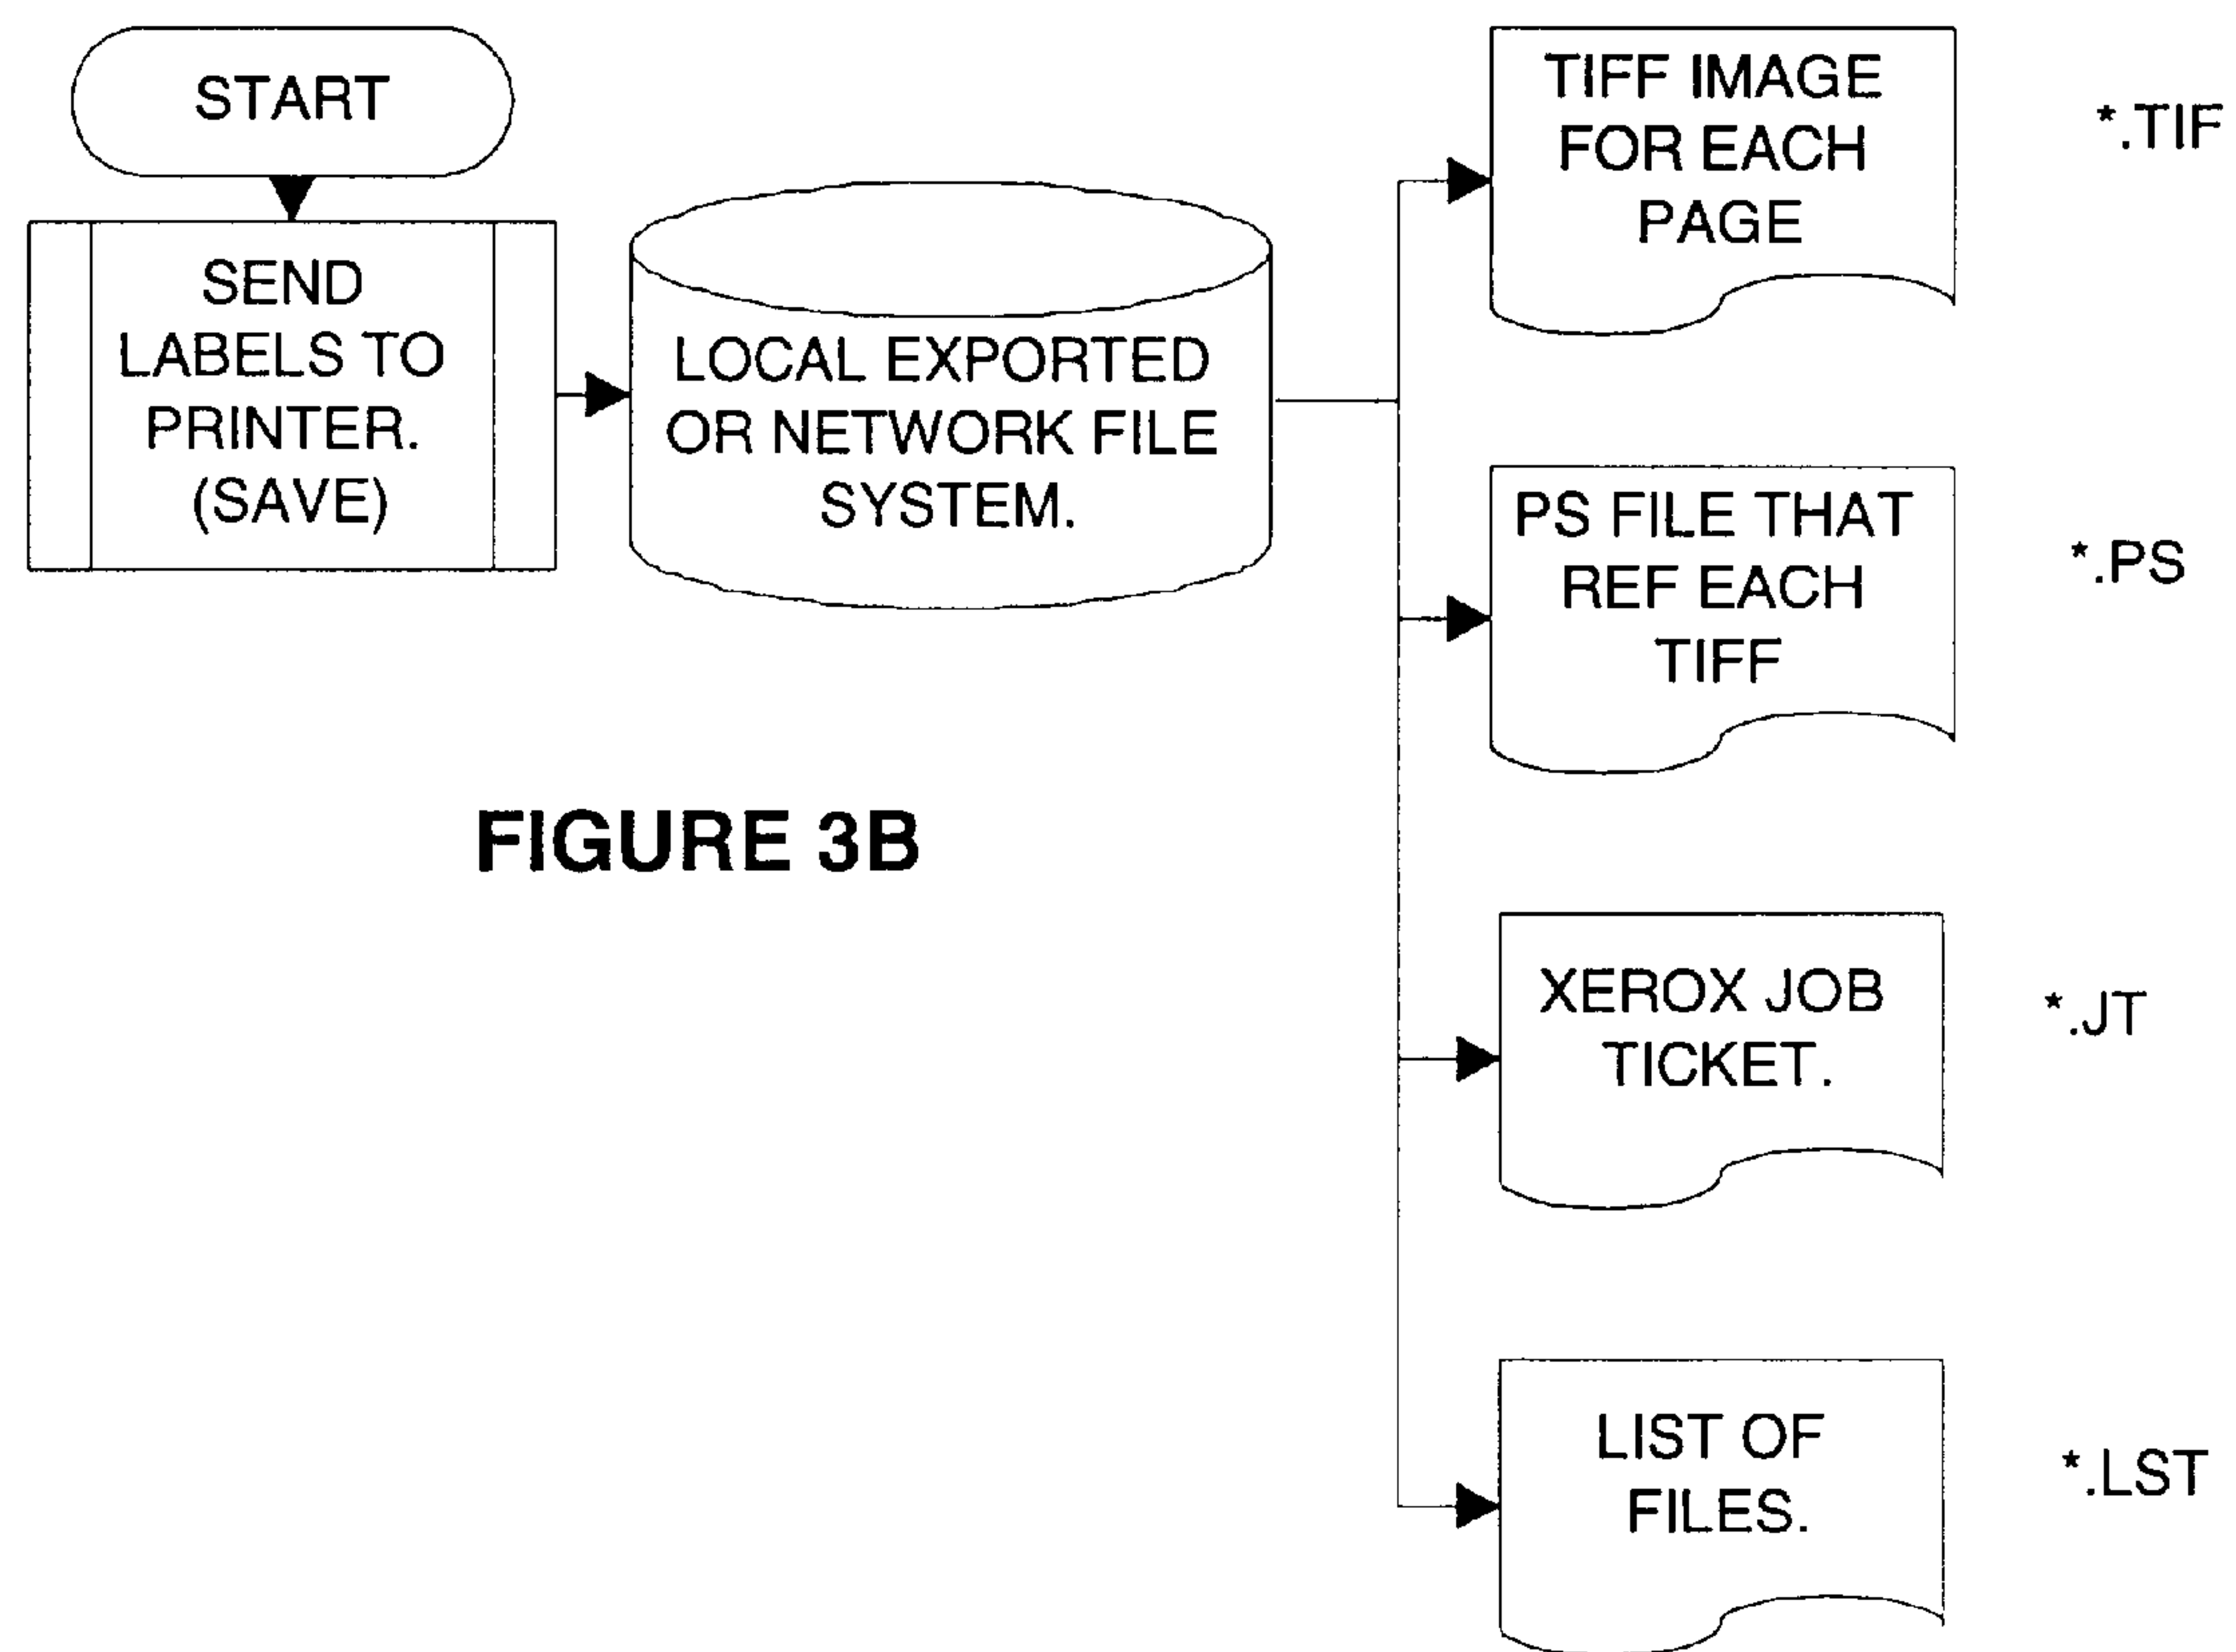 START
SEND
LABELS TO
PRINTER.
(SAVE)
LOCAL EXPORTED
OR NETWORK FILE
SYSTEM.
TIFF IMAGE
FOR EACH
PAGE
*.TIF
PS FILE THAT
REF EACH
TIFF
*.PS
XEROX JOB
TICKET.
*.JT
LIST OF
FILES.
*.LST
FIGURE 3B